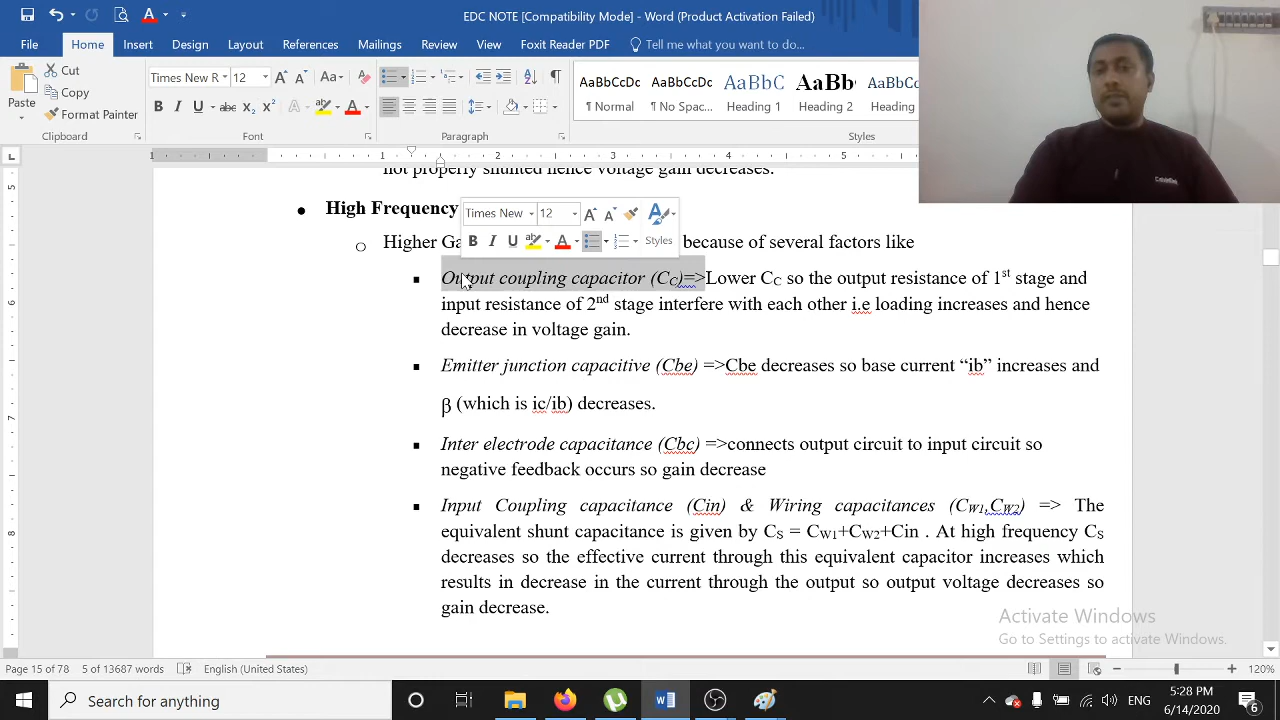 EDC NOTE [Compatibility Mode] - Word (Product Activation Failed)
File Home Insert Design Layout References Mailings Review View Foxit Reader PDF Tell me what you want to do...
Paste
Cut
Copy
Format Painter
Clipboard
Times New R 12
Font
Paragraph
AaBbCcDc AaBbCcDc AaBbC AaBb( AaBbCcD
¶ Normal ¶ No Spac... Heading 1 Heading 2 Heading
Styles
1 1 2 3 4 5
not properly shunted hence voltage gain decreases.
• High Frequency
Times New 12
Styles
o Higher Ga because of several factors like
▪ Output coupling capacitor (CC)=>Lower CC so the output resistance of 1st stage and
input resistance of 2nd stage interfere with each other i.e loading increases and hence
decrease in voltage gain.
▪ Emitter junction capacitive (Cbe) =>Cbe decreases so base current “ib” increases and
β (which is ic/ib) decreases.
▪ Inter electrode capacitance (Cbc) =>connects output circuit to input circuit so
negative feedback occurs so gain decrease
▪ Input Coupling capacitance (Cin) & Wiring capacitances (CW1,CW2) => The
equivalent shunt capacitance is given by CS = CW1+CW2+Cin . At high frequency CS
decreases so the effective current through this equivalent capacitor increases which
results in decrease in the current through the output so output voltage decreases so
gain decrease.
Activate Windows
Go to Settings to activate Windows.
Page 15 of 78 5 of 13687 words English (United States) 120%
Search for anything
ENG
5:28 PM
6/14/2020
6